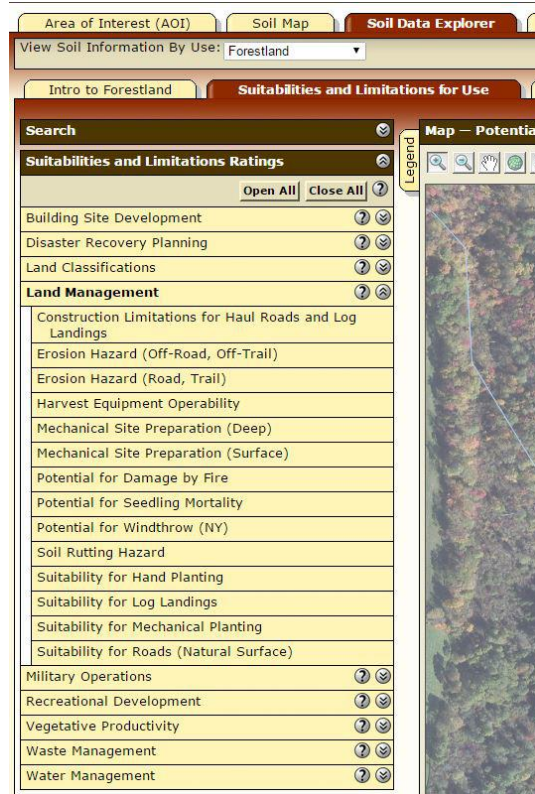 Area of Interest (AOI)
Soil Map
Soil Data Explorer
View Soil Information By Use: Forestland
Intro to Forestland
Suitabilities and Limitations for Use
Search
Legend
Map — Potentia
Suitabilities and Limitations Ratings
Open All Close All ?
Building Site Development ?
Disaster Recovery Planning ?
Land Classifications ?
Land Management ?
Construction Limitations for Haul Roads and Log
Landings
Erosion Hazard (Off-Road, Off-Trail)
Erosion Hazard (Road, Trail)
Harvest Equipment Operability
Mechanical Site Preparation (Deep)
Mechanical Site Preparation (Surface)
Potential for Damage by Fire
Potential for Seedling Mortality
Potential for Windthrow (NY)
Soil Rutting Hazard
Suitability for Hand Planting
Suitability for Log Landings
Suitability for Mechanical Planting
Suitability for Roads (Natural Surface)
Military Operations ?
Recreational Development ?
Vegetative Productivity ?
Waste Management ?
Water Management ?